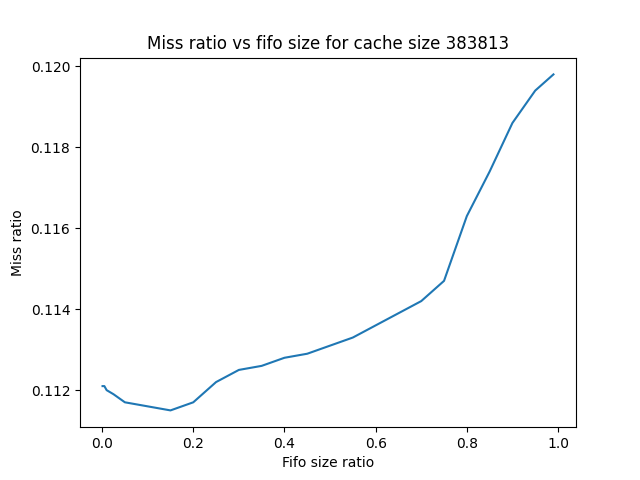 Miss ratio vs fifo size for cache size 383813
0.120
0.118
0.116
0.114
0.112
Miss ratio
0.0 0.2 0.4 0.6 0.8 1.0
Fifo size ratio